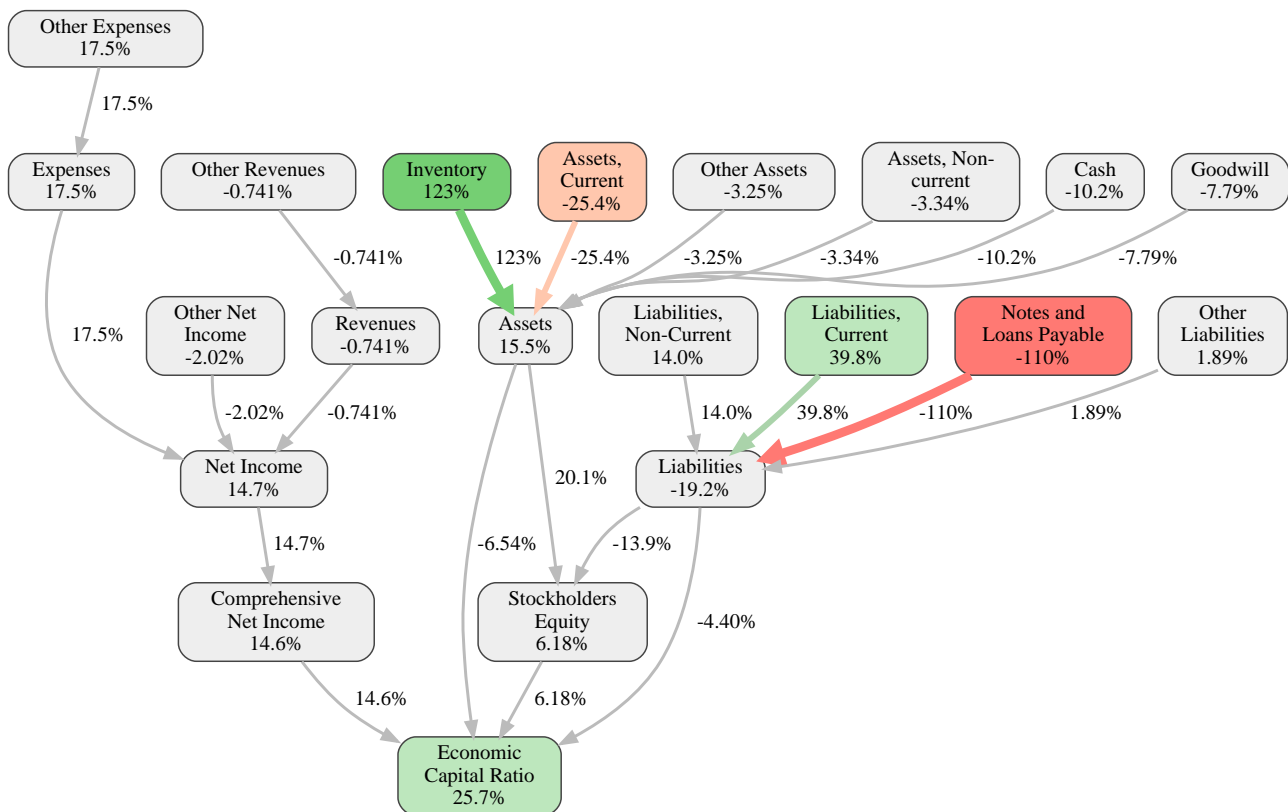 Other Expenses
17.5%
17.5%
Expenses
17.5%
Other Revenues
-0.741%
Inventory
123%
Assets,
Current
-25.4%
Other Assets
-3.25%
Assets, Non-
current
-3.34%
Cash
-10.2%
Goodwill
-7.79%
-0.741%
123%
-25.4%
-3.25%
-3.34%
-10.2%
-7.79%
17.5%
Other Net
Income
-2.02%
Revenues
-0.741%
Assets
15.5%
Liabilities,
Non-Current
14.0%
Liabilities,
Current
39.8%
Notes and
Loans Payable
-110%
Other
Liabilities
1.89%
-2.02%
-0.741%
14.0%
39.8%
-110%
1.89%
Net Income
14.7%
20.1%
Liabilities
-19.2%
14.7%
-6.54%
-13.9%
Comprehensive
Net Income
14.6%
Stockholders
Equity
6.18%
-4.40%
14.6%
6.18%
Economic
Capital Ratio
25.7%